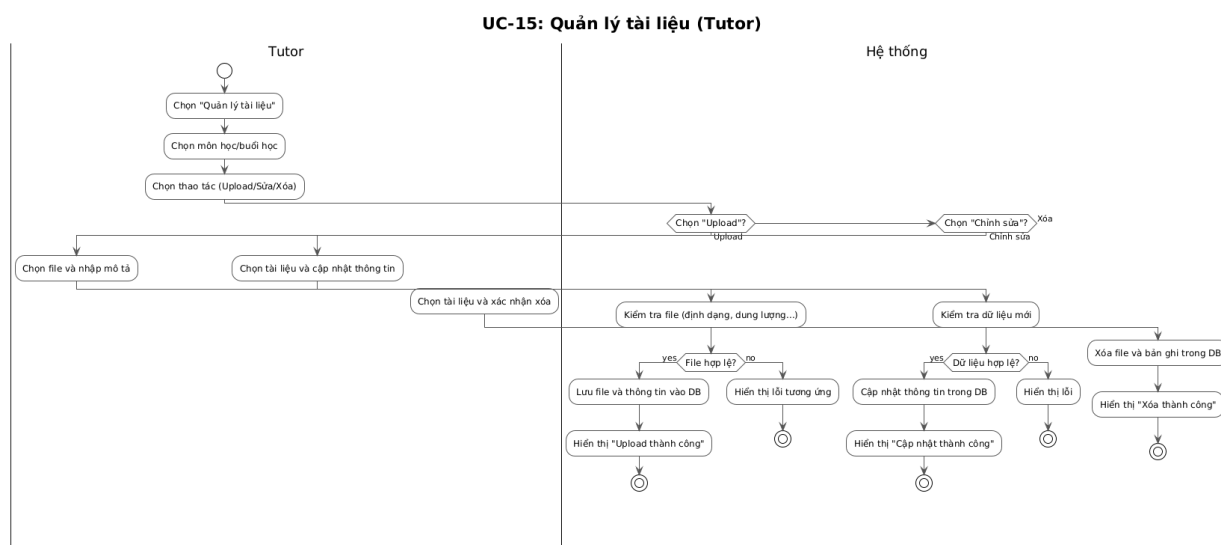 UC-15: Quản lý tài liệu (Tutor)
Tutor
Hệ thống
Chọn "Quản lý tài liệu"
Chọn môn học/buổi học
Chọn thao tác (Upload/Sửa/Xóa)
Chọn "Upload"?
Chọn "Chỉnh sửa"?
Xóa
Upload
Chỉnh sửa
Chọn file và nhập mô tả
Chọn tài liệu và cập nhật thông tin
Chọn tài liệu và xác nhận xóa
Kiểm tra file (định dạng, dung lượng...)
Kiểm tra dữ liệu mới
Xóa file và bản ghi trong DB
yes
File hợp lệ?
no
yes
Dữ liệu hợp lệ?
no
Lưu file và thông tin vào DB
Hiển thị lỗi tương ứng
Cập nhật thông tin trong DB
Hiển thị lỗi
Hiển thị "Xóa thành công"
Hiển thị "Upload thành công"
Hiển thị "Cập nhật thành công"